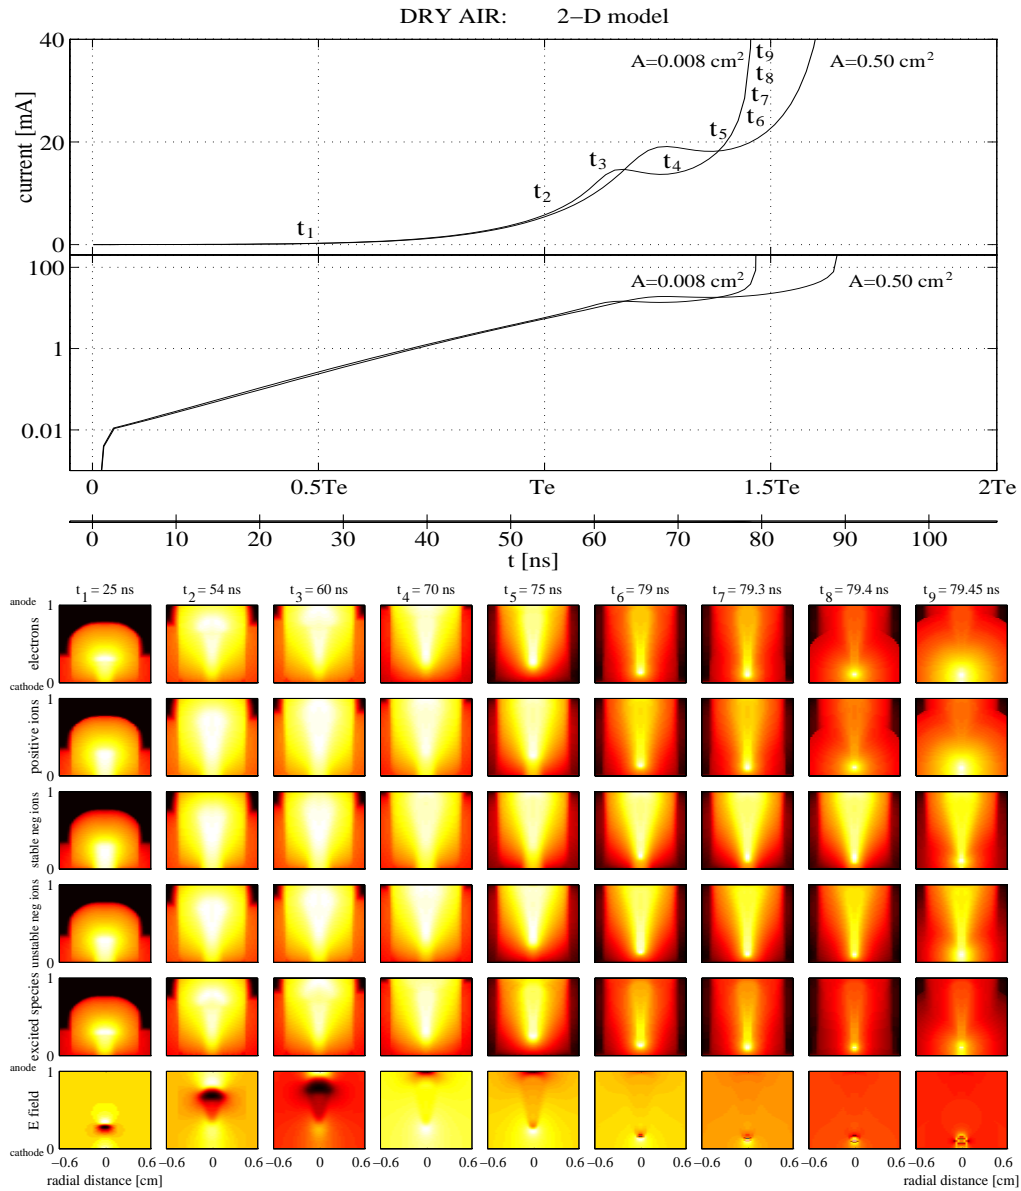 DRY AIR: 2−D model
40
20
0
current [mA]
A=0.008 cm²
A=0.50 cm²
t₁
t₂
t₃
t₄
t₅
t₆
t₇
t₈
t₉
100
1
0.01
A=0.008 cm²
A=0.50 cm²
0 0.5Te Te 1.5Te 2Te
0 10 20 30 40 50 60 70 80 90 100
t [ns]
t₁ = 25 ns t₂ = 54 ns t₃ = 60 ns t₄ = 70 ns t₅ = 75 ns t₆ = 79 ns t₇ = 79.3 ns t₈ = 79.4 ns t₉ = 79.45 ns
anode 1
electrons
cathode 0
1
positive ions
0
1
stable neg ions
0
1
unstable neg ions
0
1
excited species
0
anode 1
E field
cathode 0
−0.6 0 0.6 −0.6 0 0.6 −0.6 0 0.6 −0.6 0 0.6 −0.6 0 0.6 −0.6 0 0.6 −0.6 0 0.6 −0.6 0 0.6 −0.6 0 0.6
radial distance [cm] radial distance [cm]